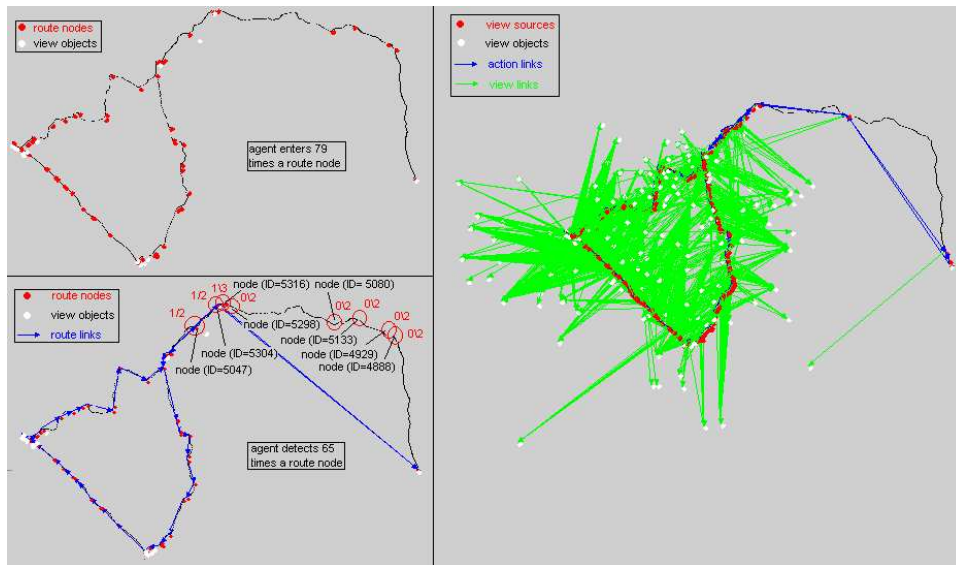 route nodes
view objects
agent enters 79
times a route node
view sources
view objects
action links
view links
route nodes
view objects
route links
node (ID=5316)
node (ID= 5080)
1/2
1\3
0\2
0\2
0\2
1/2
0\2
node (ID=5298)
node (ID=5133)
node (ID=5304)
node (ID=4929)
node (ID=5047)
node (ID=4888)
agent detects 65
times a route node